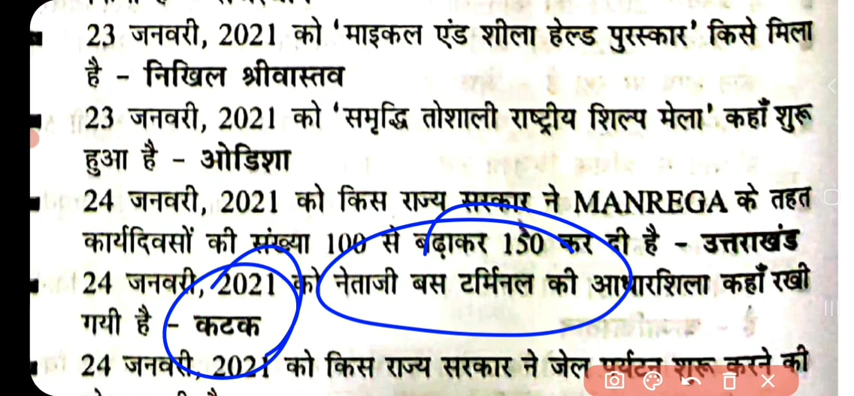 23 जनवरी, 2021 को 'माइकल एंड शीला हेल्ड पुरस्कार' किसे मिला
है - निखिल श्रीवास्तव
23 जनवरी, 2021 को 'समृद्धि तोशाली राष्ट्रीय शिल्प मेला' कहाँ शुरू
हुआ है - ओडिशा
24 जनवरी, 2021 को किस राज्य सरकार ने MANREGA के तहत
कार्यदिवसों की संख्या 100 से बढ़ाकर 150 कर दी है - उत्तराखंड
24 जनवरी, 2021 को नेताजी बस टर्मिनल की आधारशिला कहाँ रखी
गयी है - कटक
24 जनवरी, 2021 को किस राज्य सरकार ने जेल पर्यटन शुरू करने की